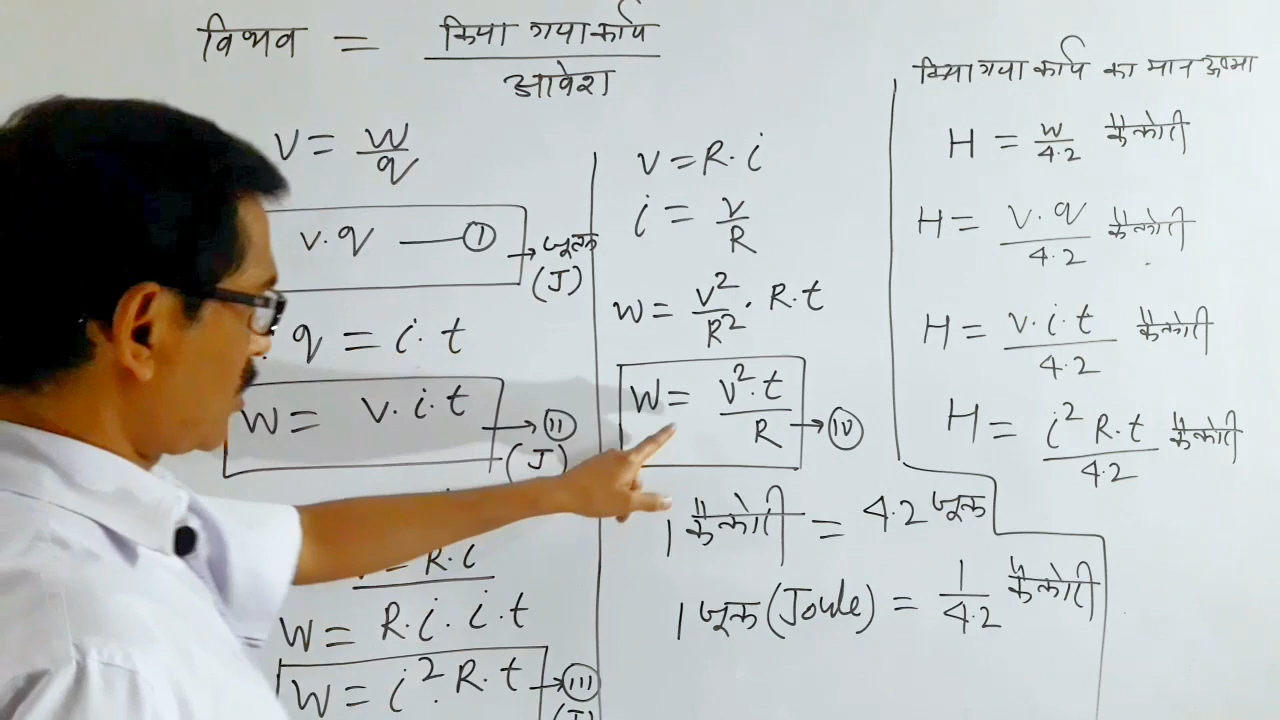 विभव = किया गया कार्य / आवेश
V = W/q
V.q — (I) → जूल (J)
q = i.t
W = V.i.t → (II) (J)
V = R.i
W = R.i.i.t
W = i².R.t → (III)
V = R.i
i = V/R
W = V²/R² . R.t
W = V².t/R → (IV)
1 कैलोरी = 4.2 जूल
1 जूल (Joule) = 1/4.2 कैलोरी
किया गया कार्य का मान ऊष्मा
H = W/4.2 कैलोरी
H = V.q/4.2 कैलोरी
H = V.i.t/4.2 कैलोरी
H = i² R.t/4.2 कैलोरी